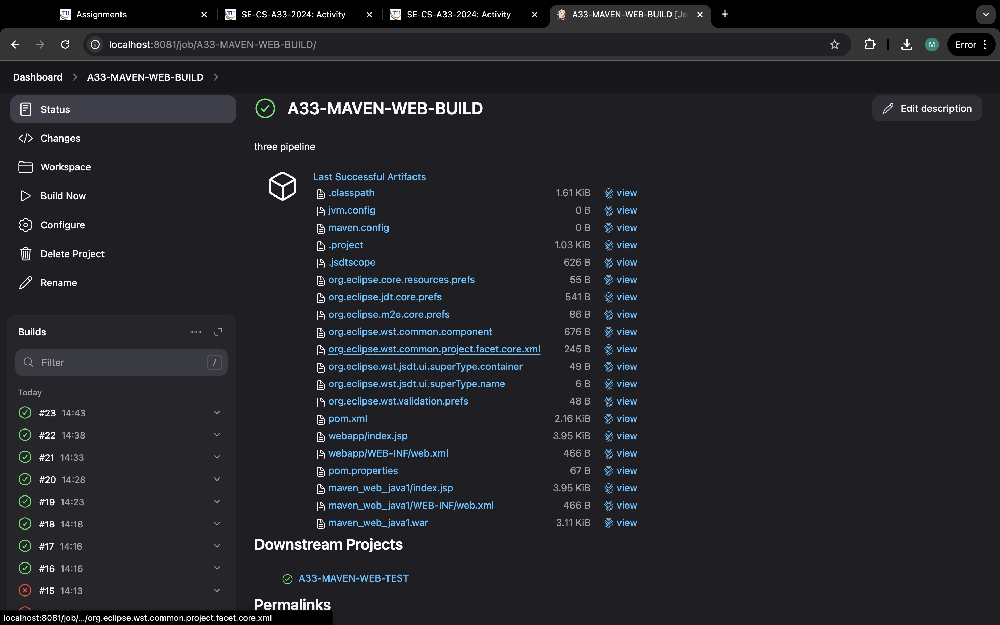 Assignments
SE-CS-A33-2024: Activity
SE-CS-A33-2024: Activity
A33-MAVEN-WEB-BUILD [Je
localhost:8081/job/A33-MAVEN-WEB-BUILD/
M
Error
Dashboard
A33-MAVEN-WEB-BUILD
Status
Changes
Workspace
Build Now
Configure
Delete Project
Rename
Builds
Filter
/
Today
#23 14:43
#22 14:38
#21 14:33
#20 14:28
#19 14:23
#18 14:18
#17 14:16
#16 14:16
#15 14:13
A33-MAVEN-WEB-BUILD
Edit description
three pipeline
Last Successful Artifacts
.classpath 1.61 KiB view
jvm.config 0 B view
maven.config 0 B view
.project 1.03 KiB view
.jsdtscope 626 B view
org.eclipse.core.resources.prefs 55 B view
org.eclipse.jdt.core.prefs 541 B view
org.eclipse.m2e.core.prefs 86 B view
org.eclipse.wst.common.component 676 B view
org.eclipse.wst.common.project.facet.core.xml 245 B view
org.eclipse.wst.jsdt.ui.superType.container 49 B view
org.eclipse.wst.jsdt.ui.superType.name 6 B view
org.eclipse.wst.validation.prefs 48 B view
pom.xml 2.16 KiB view
webapp/index.jsp 3.95 KiB view
webapp/WEB-INF/web.xml 466 B view
pom.properties 67 B view
maven_web_java1/index.jsp 3.95 KiB view
maven_web_java1/WEB-INF/web.xml 466 B view
maven_web_java1.war 3.11 KiB view
Downstream Projects
A33-MAVEN-WEB-TEST
Permalinks
localhost:8081/job/.../org.eclipse.wst.common.project.facet.core.xml